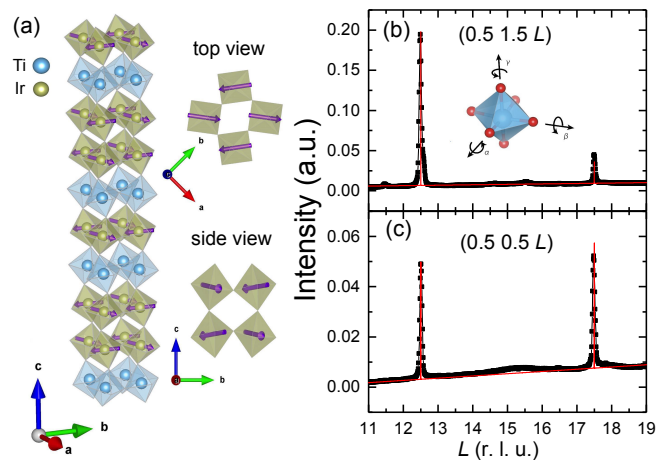 (a)
Ti
Ir
top view
b
c
a
side view
c
b
a
c
b
a
(b)
(0.5 1.5 L)
γ
β
α
0.20
0.15
0.10
0.05
0.00
(c)
(0.5 0.5 L)
0.06
0.04
0.02
0.00
Intensity (a.u.)
11 12 13 14 15 16 17 18 19
L (r. l. u.)